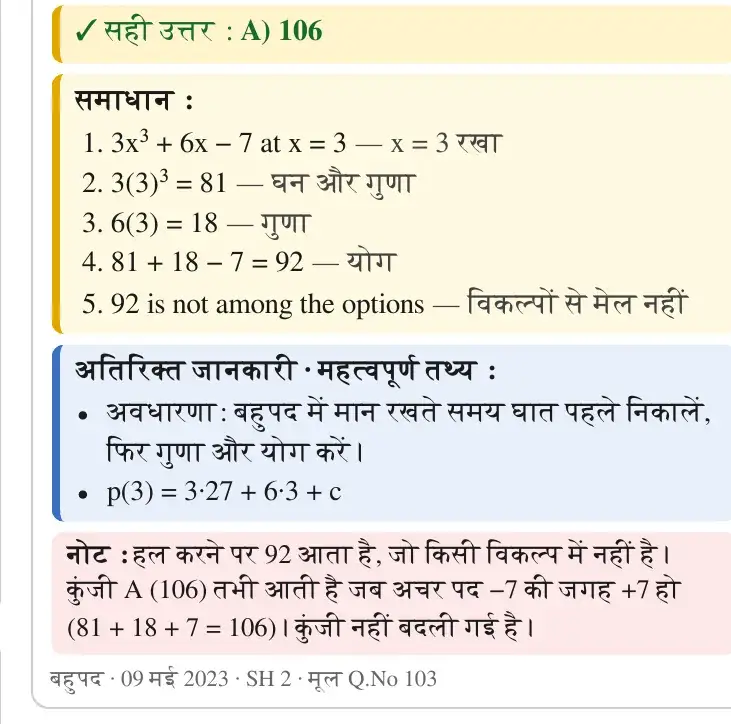 ✓ सही उत्तर : A) 106
समाधान :
1. 3x³ + 6x − 7 at x = 3 — x = 3 रखा
2. 3(3)³ = 81 — घन और गुणा
3. 6(3) = 18 — गुणा
4. 81 + 18 − 7 = 92 — योग
5. 92 is not among the options — विकल्पों से मेल नहीं
अतिरिक्त जानकारी · महत्वपूर्ण तथ्य :
• अवधारणा : बहुपद में मान रखते समय घात पहले निकालें,
फिर गुणा और योग करें।
• p(3) = 3·27 + 6·3 + c
नोट : हल करने पर 92 आता है, जो किसी विकल्प में नहीं है।
कुंजी A (106) तभी आती है जब अचर पद −7 की जगह +7 हो
(81 + 18 + 7 = 106)। कुंजी नहीं बदली गई है।
बहुपद · 09 मई 2023 · SH 2 · मूल Q.No 103